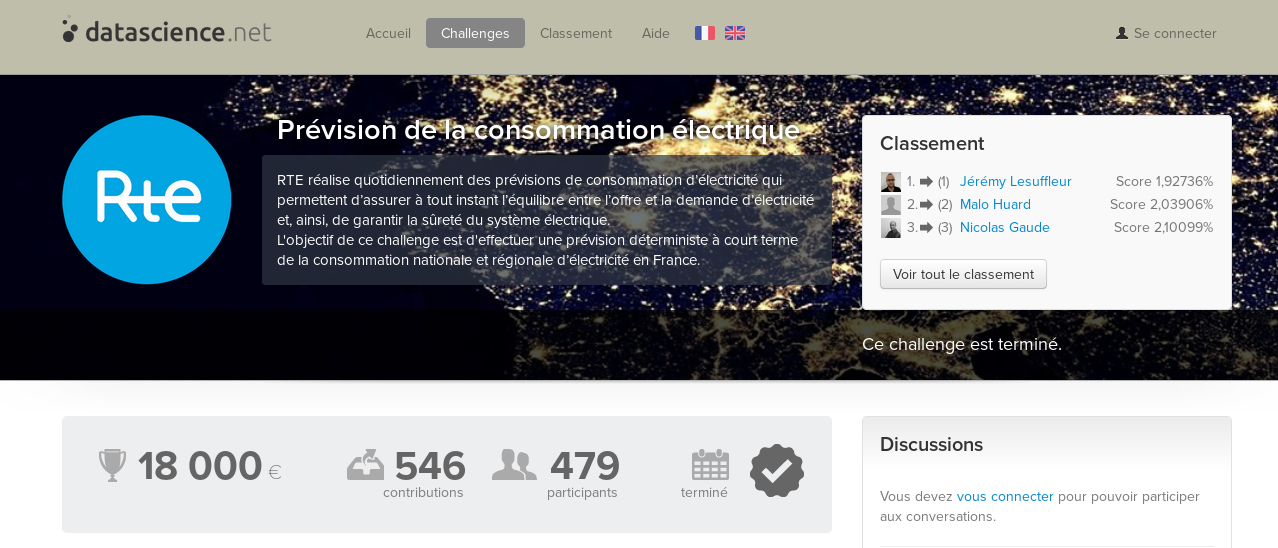 datascience.net
Accueil
Challenges
Classement
Aide
Se connecter
Rte
Prévision de la consommation électrique
RTE réalise quotidiennement des prévisions de consommation d'électricité qui
permettent d'assurer à tout instant l'équilibre entre l'offre et la demande d'électricité
et, ainsi, de garantir la sûreté du système électrique.
L'objectif de ce challenge est d'effectuer une prévision déterministe à court terme
de la consommation nationale et régionale d'électricité en France.
Classement
1. (1) Jérémy Lesuffleur Score 1,92736%
2. (2) Malo Huard Score 2,03906%
3. (3) Nicolas Gaude Score 2,10099%
Voir tout le classement
Ce challenge est terminé.
18 000 €
546
contributions
479
participants
terminé
Discussions
Vous devez vous connecter pour pouvoir participer
aux conversations.